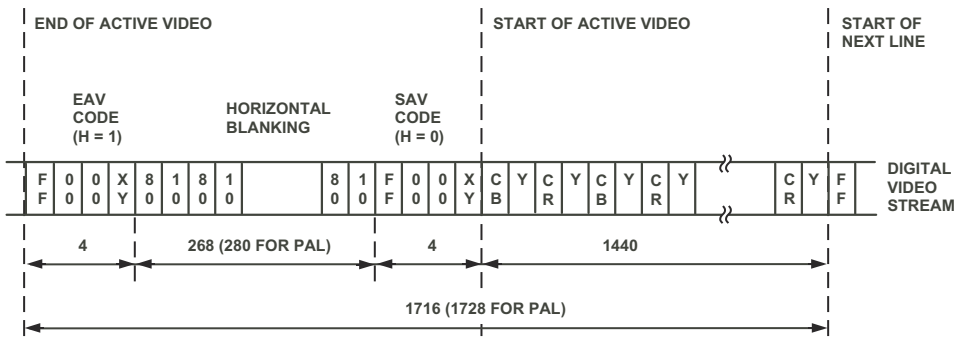 END OF ACTIVE VIDEO
START OF ACTIVE VIDEO
START OF
NEXT LINE
EAV
CODE
(H = 1)
HORIZONTAL
BLANKING
SAV
CODE
(H = 0)
F 0 0 X 8 1 8 1 8 1 F 0 0 X C Y C Y C Y C Y C Y F
F 0 0 Y 0 0 0 0 0 0 F 0 0 Y B R B R R F
DIGITAL
VIDEO
STREAM
4
268 (280 FOR PAL)
4
1440
1716 (1728 FOR PAL)